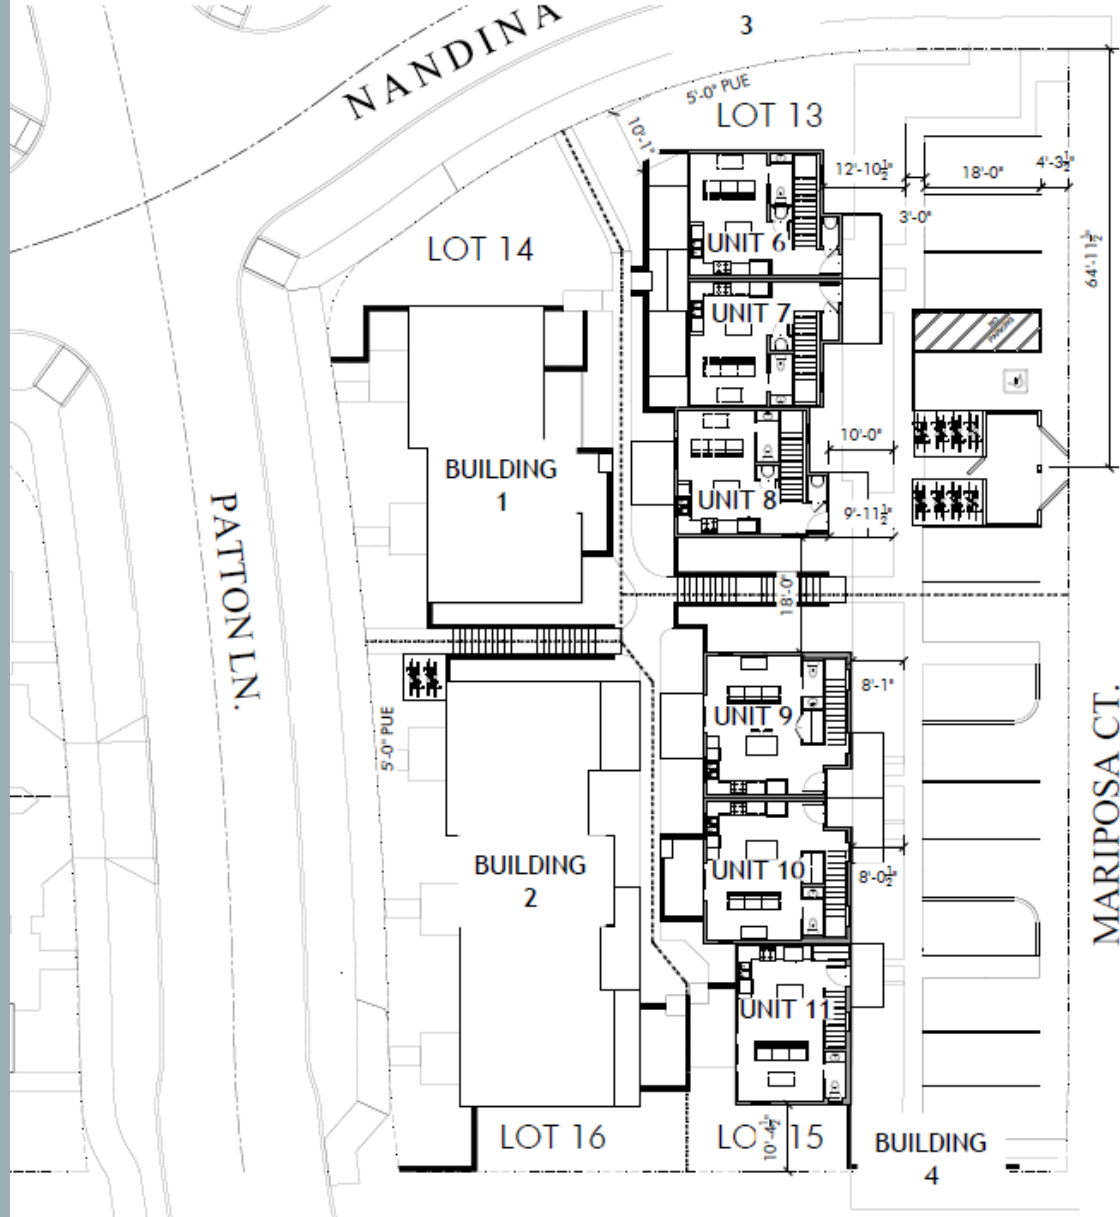 3
NANDINA
5'-0" PUE
LOT 13
10'-1"
12'-10½"
18'-0"
4'-3½"
3'-0"
64'-11½"
LOT 14
UNIT 6
UNIT 7
NO
PARKING
10'-0"
BUILDING
1
UNIT 8
9'-11½"
PATTON LN.
18'-0"
8'-1"
5'-0" PUE
UNIT 9
MARIPOSA CT.
BUILDING
2
UNIT 10
8'-0½"
UNIT 11
LOT 16
LO 15
10'-4½"
BUILDING
4